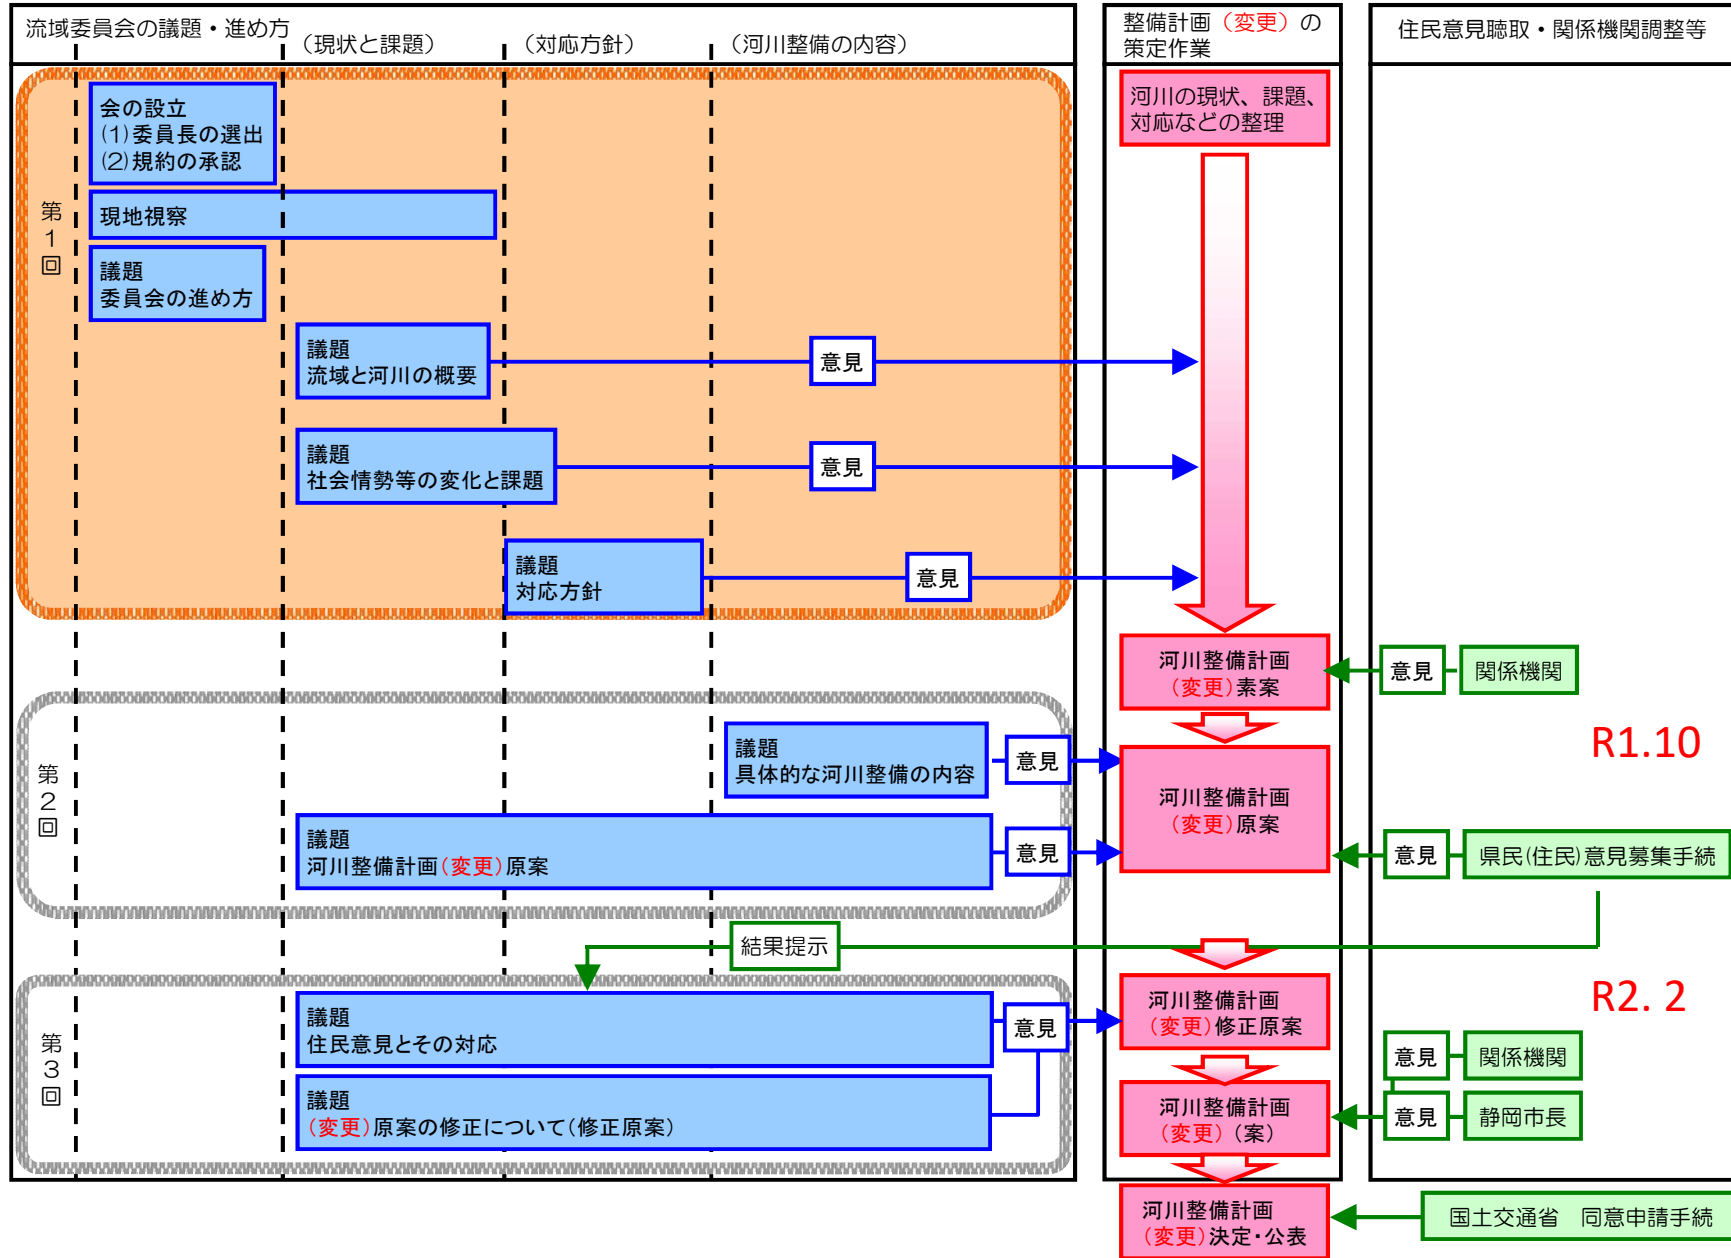 流域委員会の議題・進め方
（現状と課題）
（対応方針）
（河川整備の内容）
整備計画（変更）の
策定作業
住民意見聴取・関係機関調整等
第1回
会の設立
(1)委員長の選出
(2)規約の承認
現地視察
議題
委員会の進め方
議題
流域と河川の概要
意見
議題
社会情勢等の変化と課題
意見
議題
対応方針
意見
河川の現状、課題、
対応などの整理
河川整備計画
（変更）素案
意見
関係機関
R1.10
第2回
議題
具体的な河川整備の内容
意見
議題
河川整備計画（変更）原案
意見
河川整備計画
（変更）原案
意見
県民(住民)意見募集手続
結果提示
R2. 2
第3回
議題
住民意見とその対応
意見
議題
（変更）原案の修正について（修正原案）
河川整備計画
（変更）修正原案
意見
関係機関
河川整備計画
（変更）（案）
意見
静岡市長
河川整備計画
（変更）決定・公表
国土交通省　同意申請手続